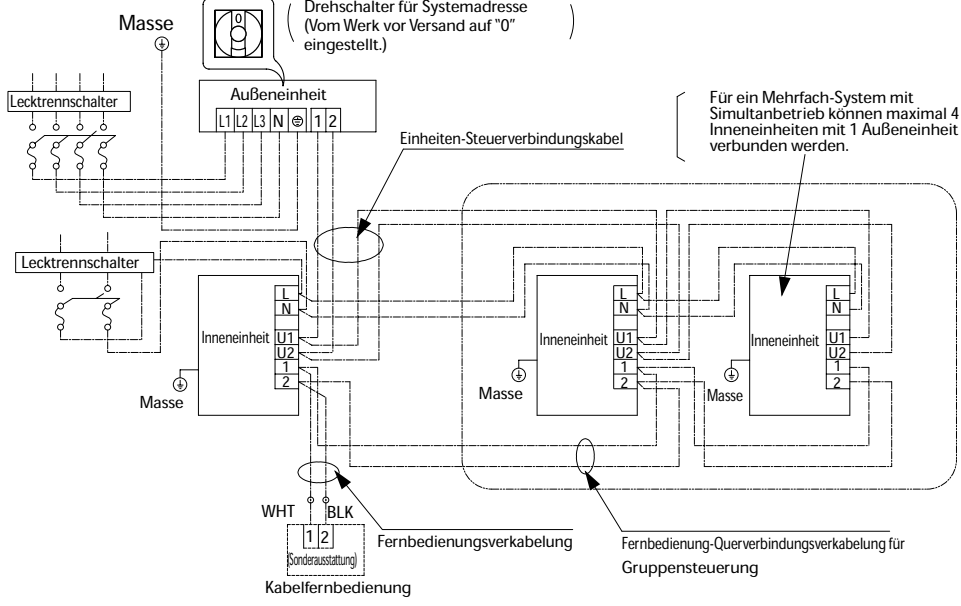 Masse
0
Drehschalter für Systemadresse
(Vom Werk vor Versand auf "0"
eingestellt.)
Lecktrennschalter
Außeneinheit
L1 L2 L3 N 1 2
Einheiten-Steuerverbindungskabel
Für ein Mehrfach-System mit
Simultanbetrieb können maximal 4
Inneneinheiten mit 1 Außeneinheit
verbunden werden.
Lecktrennschalter
Inneneinheit
L
N
U1
U2
1
2
Masse
Inneneinheit
L
N
U1
U2
1
2
Masse
Inneneinheit
L
N
U1
U2
1
2
Masse
WHT BLK
1 2
(Sonderausstattung)
Kabelfernbedienung
Fernbedienungsverkabelung
Fernbedienung-Querverbindungsverkabelung für
Gruppensteuerung